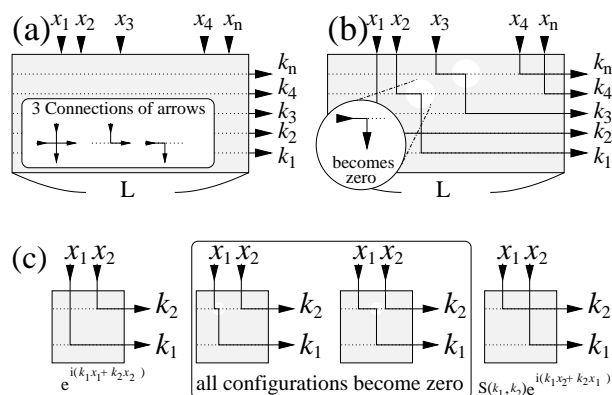 (a) x1 x2 x3 x4 xn
kn
k4
3 Connections of arrows
k3
k2
k1
L
(b) x1 x2 x3 x4 xn
kn
k4
k3
k2
becomes
zero
k1
L
(c) x1 x2
k2
k1
e^i(k1x1+k2x2)
x1 x2
k2
k1
x1 x2
k2
k1
all configurations become zero
x1 x2
k2
k1
S(k1,k2)e^i(k1x2+k2x1)